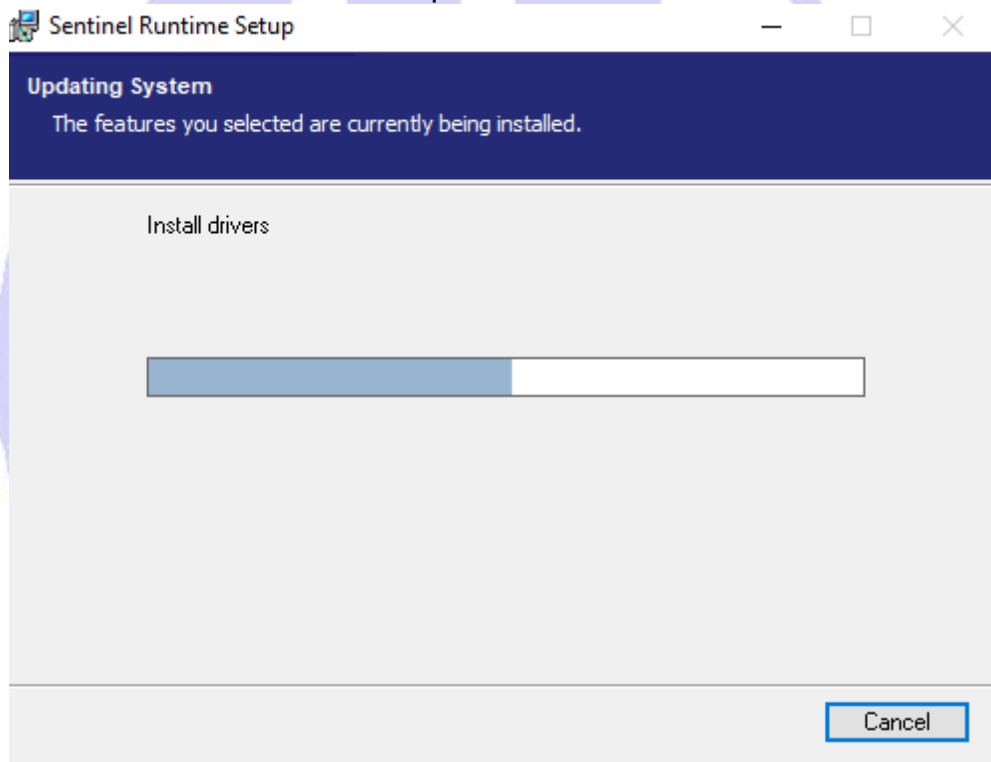 Sentinel Runtime Setup
Updating System
The features you selected are currently being installed.
Install drivers
Cancel